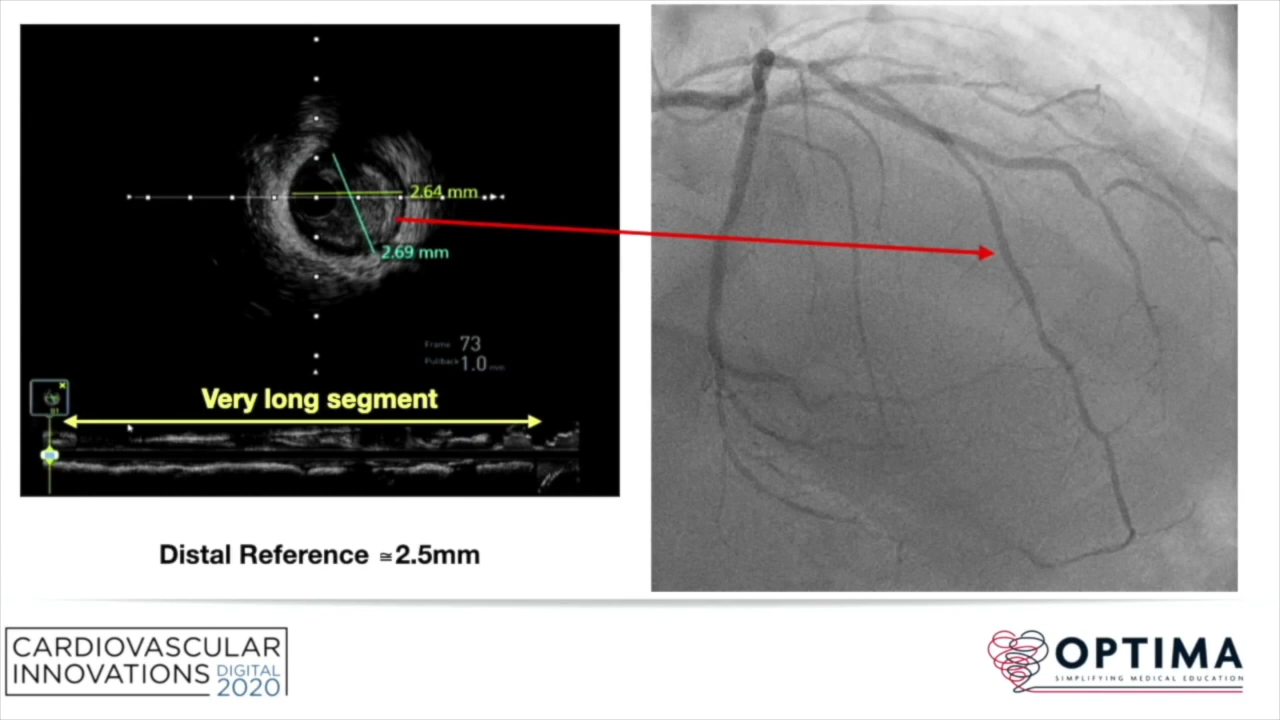 2.64 mm
2.69 mm
Frame 73
Pullback 1.0 mm
Very long segment
Distal Reference ≅2.5mm
CARDIOVASCULAR
INNOVATIONS DIGITAL
2020
OPTIMA
SIMPLIFYING MEDICAL EDUCATION